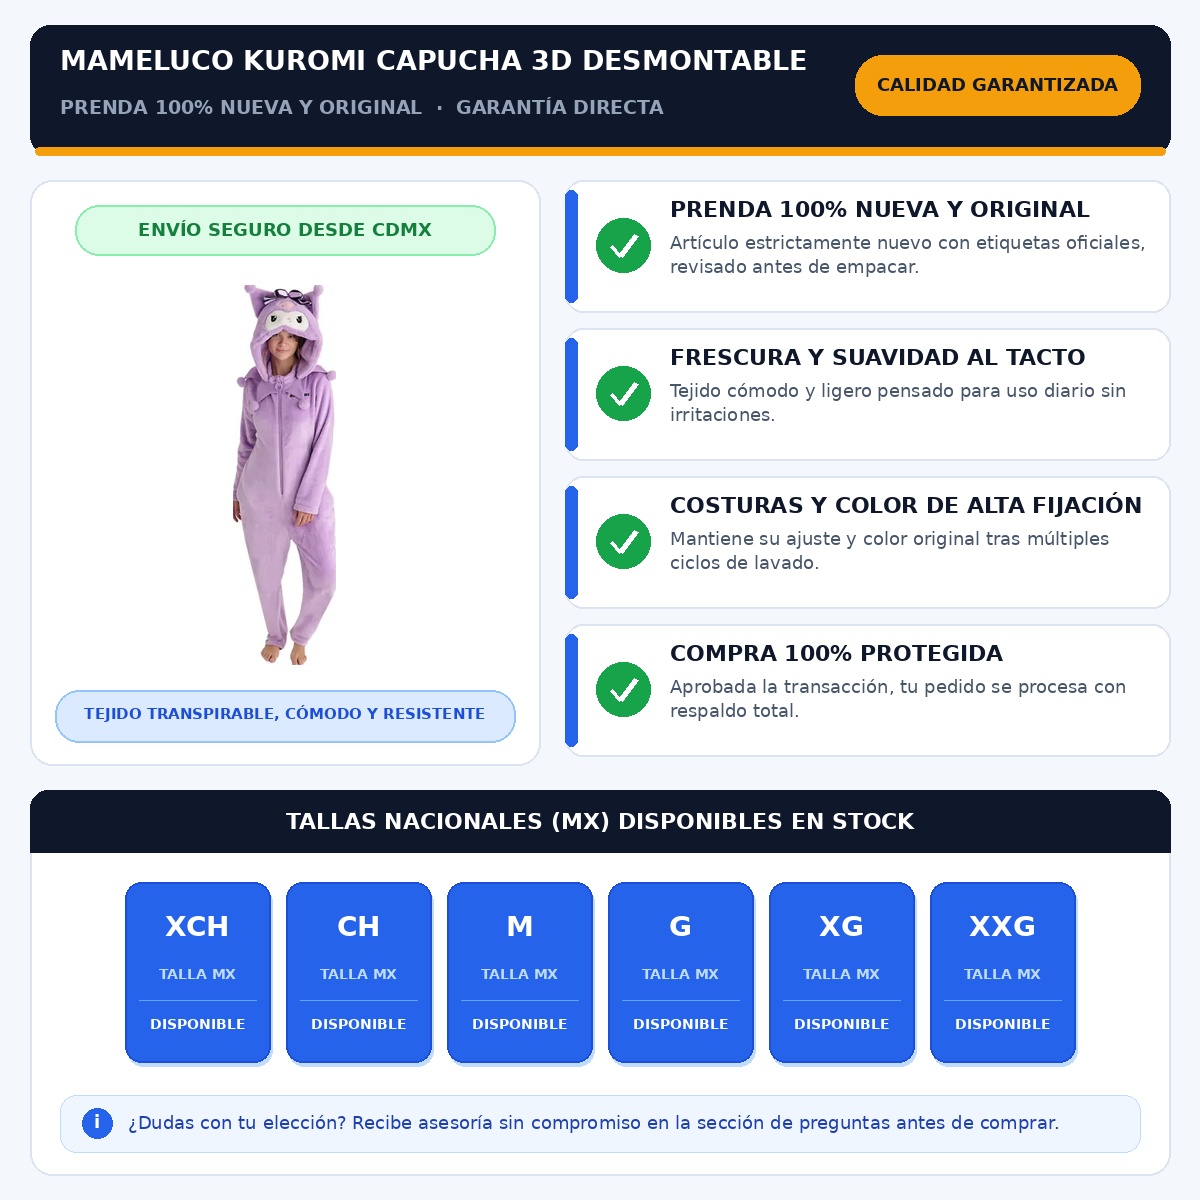 MAMELUCO KUROMI CAPUCHA 3D DESMONTABLE
PRENDA 100% NUEVA Y ORIGINAL · GARANTÍA DIRECTA
CALIDAD GARANTIZADA
ENVÍO SEGURO DESDE CDMX
TEJIDO TRANSPIRABLE, CÓMODO Y RESISTENTE
PRENDA 100% NUEVA Y ORIGINAL
Artículo estrictamente nuevo con etiquetas oficiales,
revisado antes de empacar.
FRESCURA Y SUAVIDAD AL TACTO
Tejido cómodo y ligero pensado para uso diario sin
irritaciones.
COSTURAS Y COLOR DE ALTA FIJACIÓN
Mantiene su ajuste y color original tras múltiples
ciclos de lavado.
COMPRA 100% PROTEGIDA
Aprobada la transacción, tu pedido se procesa con
respaldo total.
TALLAS NACIONALES (MX) DISPONIBLES EN STOCK
XCH
TALLA MX
DISPONIBLE
CH
TALLA MX
DISPONIBLE
M
TALLA MX
DISPONIBLE
G
TALLA MX
DISPONIBLE
XG
TALLA MX
DISPONIBLE
XXG
TALLA MX
DISPONIBLE
i ¿Dudas con tu elección? Recibe asesoría sin compromiso en la sección de preguntas antes de comprar.